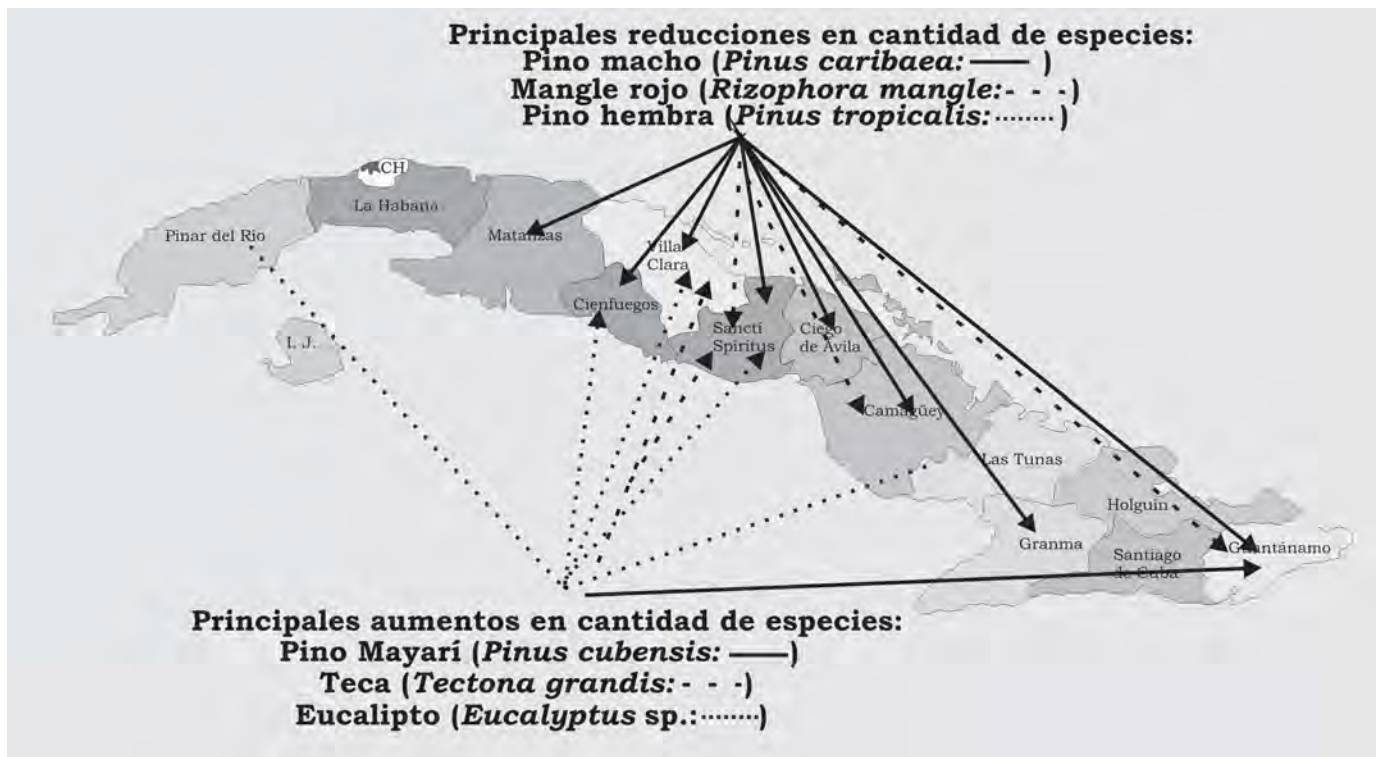 Principales reducciones en cantidad de especies:
Pino macho (Pinus caribaea: )
Mangle rojo (Rizophora mangle:- - -)
Pino hembra (Pinus tropicalis:........)
CH
La Habana
Pinar del Rio
Matanzas
Villa
Clara
Cienfuegos
I. J.
Sancti
Spiritus
Ciego
de Avila
Camagüey
Las Tunas
Holguin
Granma
Santiago
de Cuba
Guantánamo
Principales aumentos en cantidad de especies:
Pino Mayarí (Pinus cubensis: )
Teca (Tectona grandis:- - -)
Eucalipto (Eucalyptus sp.:........)